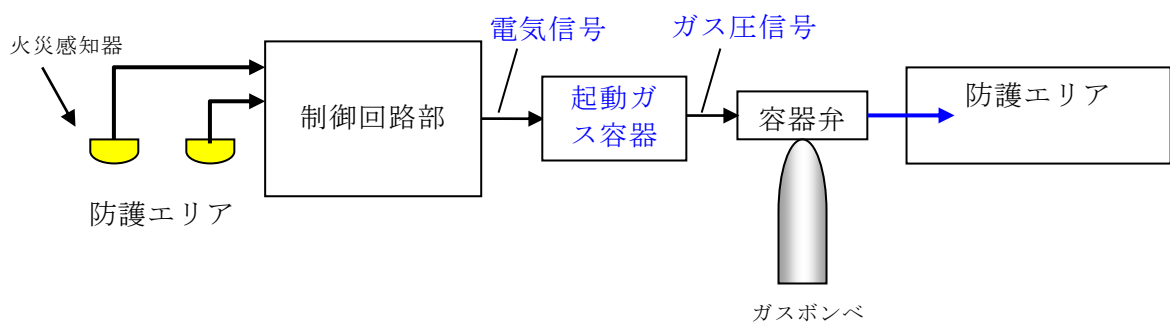 火災感知器
防護エリア
制御回路部
電気信号
起動ガ
ス容器
ガス圧信号
容器弁
ガスボンベ
防護エリア